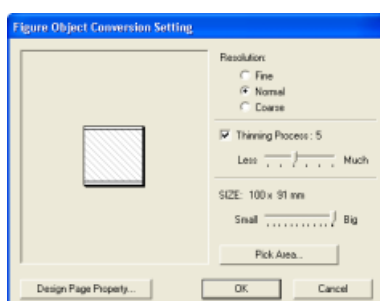 Figure Object Conversion Setting
Resolution:
Fine
Normal
Coarse
Thinning Process : 5
Less
Much
SIZE: 100 x 91 mm
Small
Big
Pick Area...
Design Page Property...
OK
Cancel